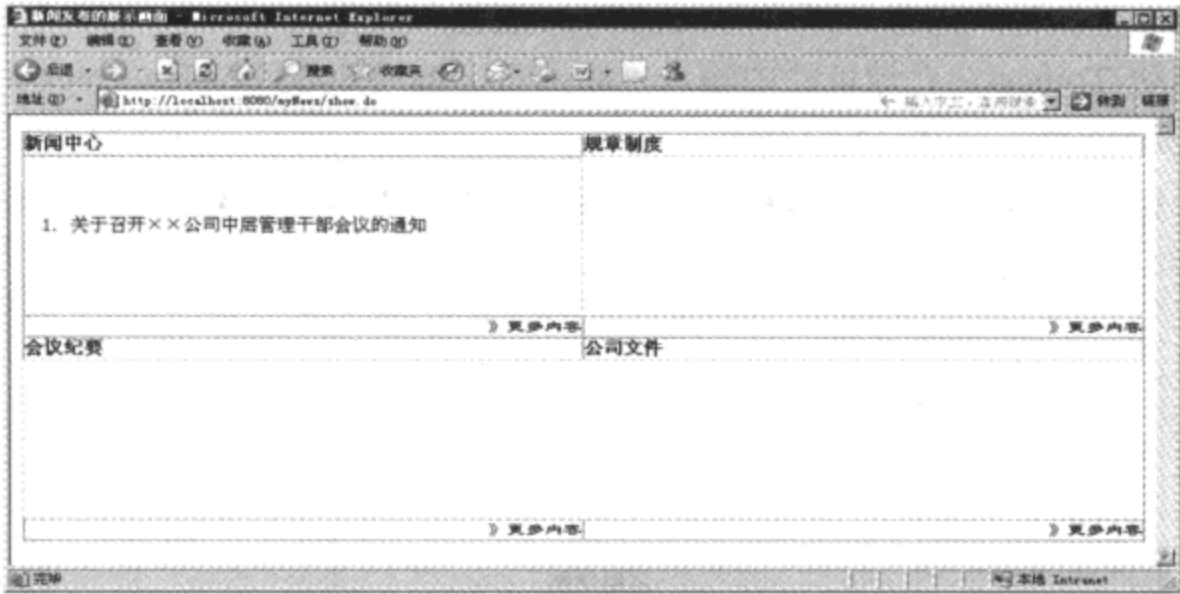 新闻发布的展示画面 - Microsoft Internet Explorer
文件(F) 编辑(E) 查看(V) 收藏(A) 工具(T) 帮助(H)
后退 搜索 收藏夹
地址(D) http://localhost:8080/myNews/show.do 转到 链接
新闻中心 规章制度
1. 关于召开××公司中层管理干部会议的通知
》更多内容 》更多内容
会议纪要 公司文件
》更多内容 》更多内容
完毕 本地 Intranet